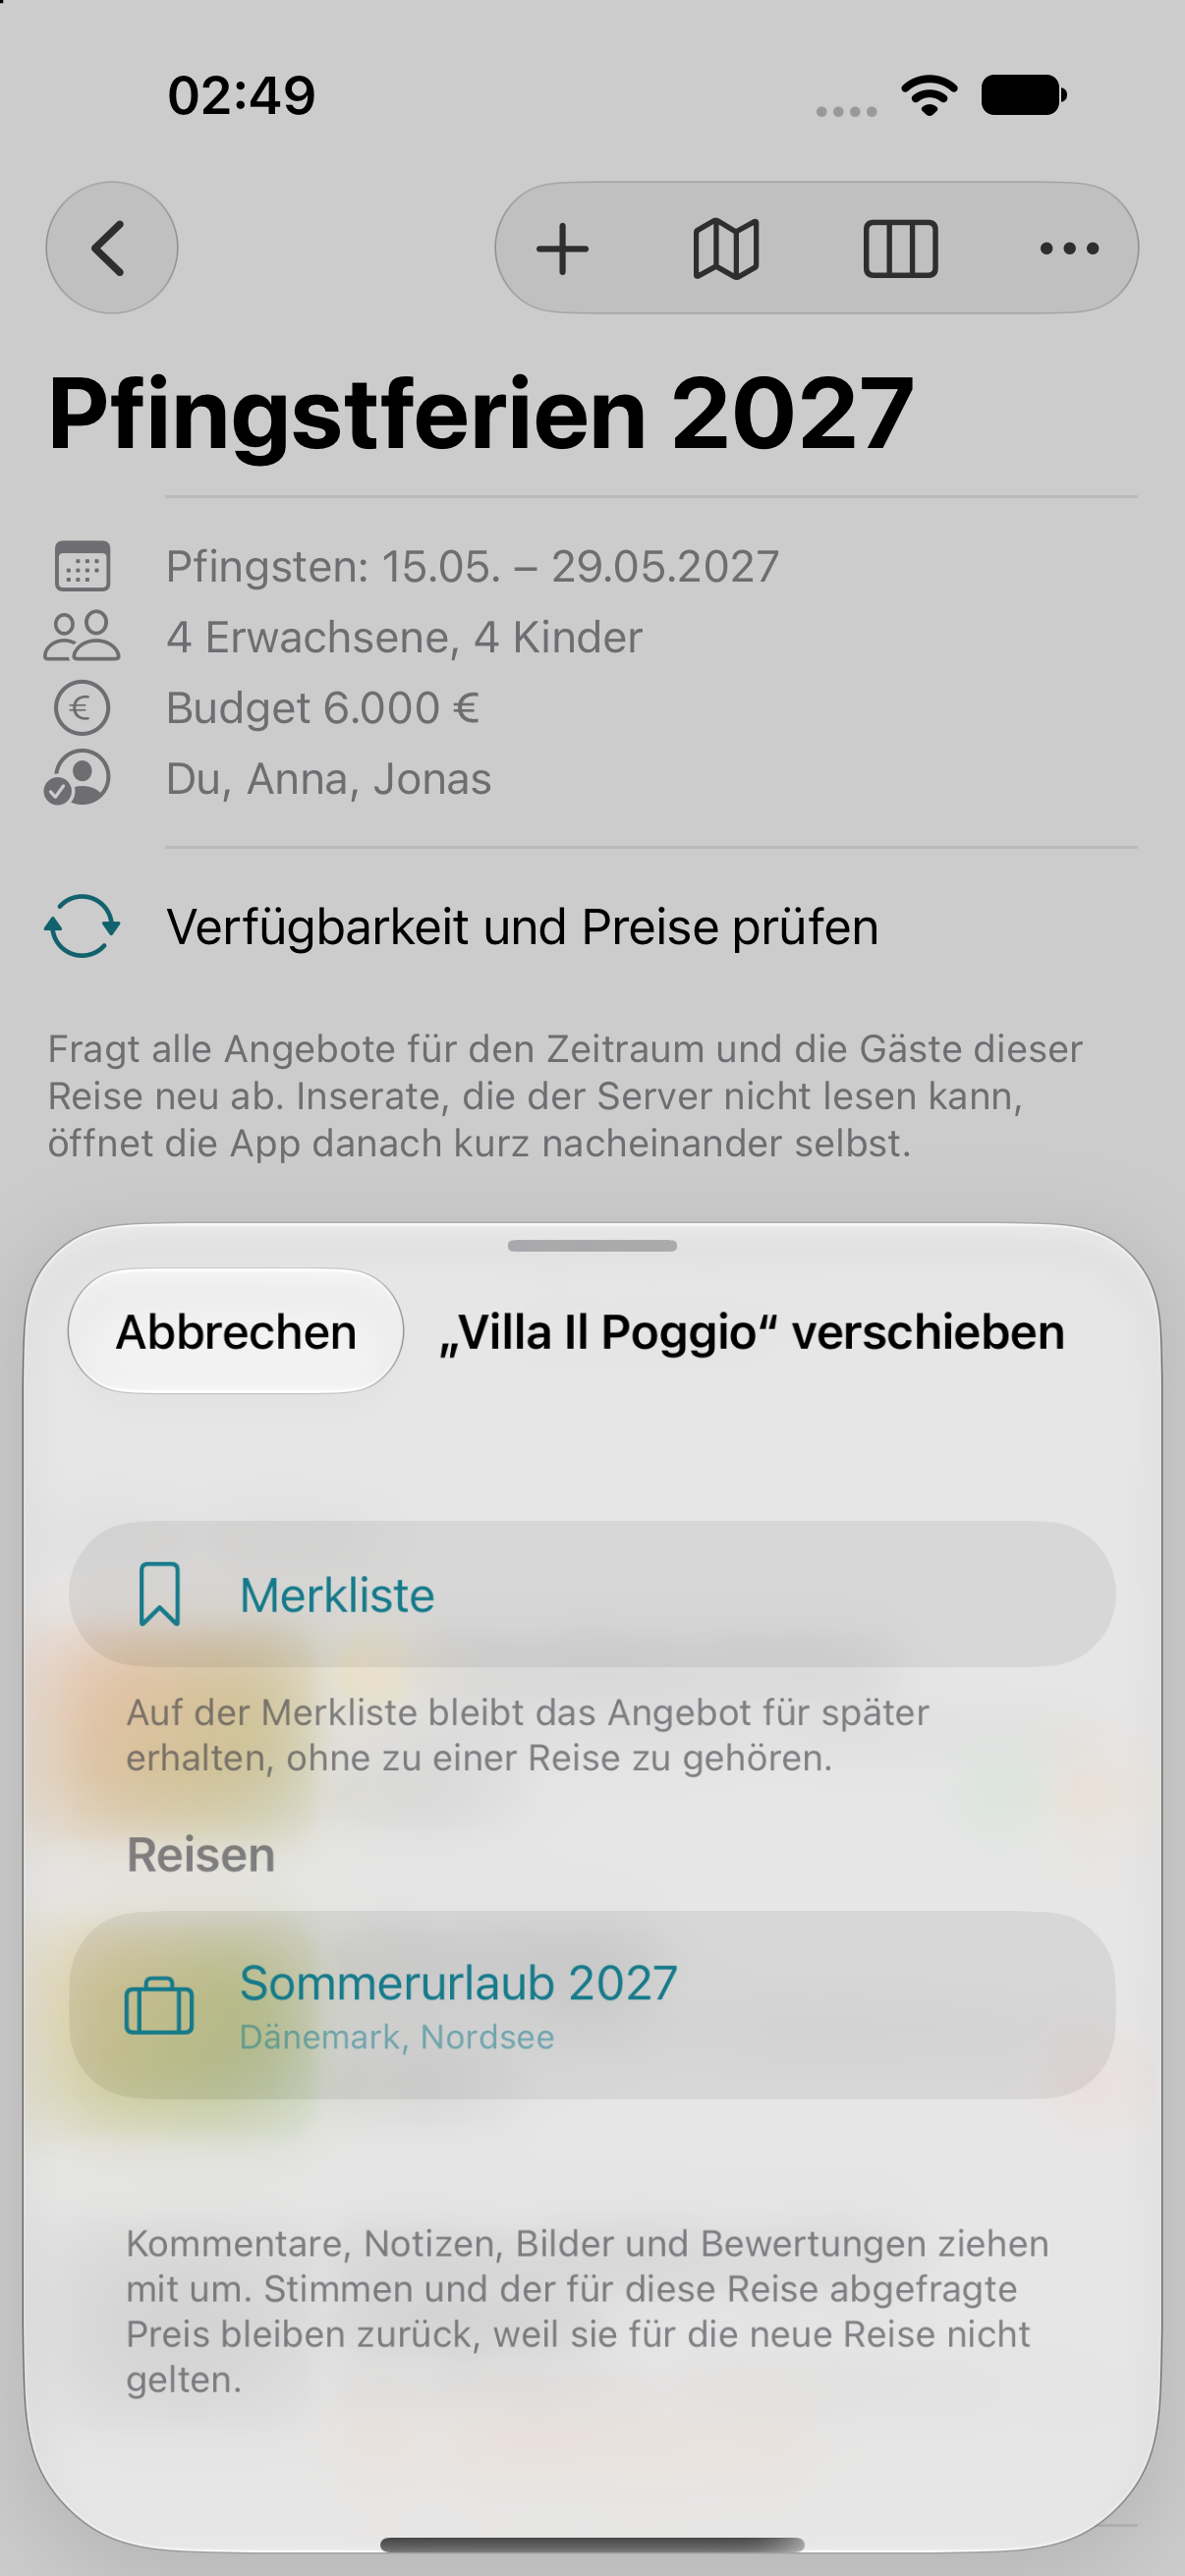 02:49
Pfingstferien 2027
Pfingsten: 15.05. – 29.05.2027
4 Erwachsene, 4 Kinder
€ Budget 6.000 €
Du, Anna, Jonas
Verfügbarkeit und Preise prüfen
Fragt alle Angebote für den Zeitraum und die Gäste dieser
Reise neu ab. Inserate, die der Server nicht lesen kann,
öffnet die App danach kurz nacheinander selbst.
Abbrechen „Villa Il Poggio“ verschieben
Merkliste
Auf der Merkliste bleibt das Angebot für später
erhalten, ohne zu einer Reise zu gehören.
Reisen
Sommerurlaub 2027
Dänemark, Nordsee
Kommentare, Notizen, Bilder und Bewertungen ziehen
mit um. Stimmen und der für diese Reise abgefragte
Preis bleiben zurück, weil sie für die neue Reise nicht
gelten.